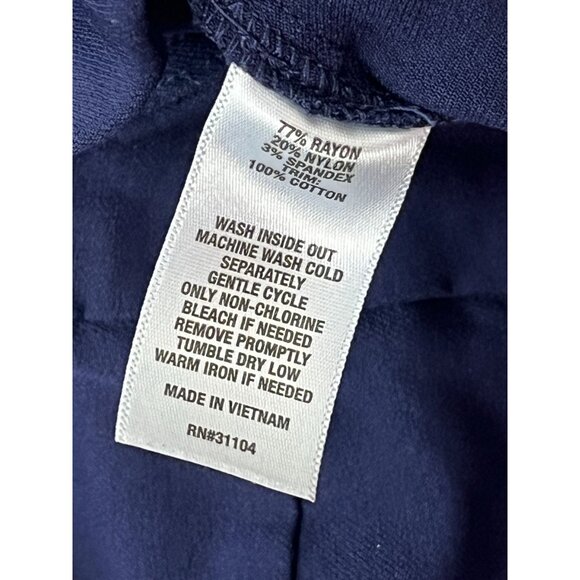 77% RAYON
20% NYLON
3% SPANDEX
TRIM:
100% COTTON
WASH INSIDE OUT
MACHINE WASH COLD
SEPARATELY
GENTLE CYCLE
ONLY NON-CHLORINE
BLEACH IF NEEDED
REMOVE PROMPTLY
TUMBLE DRY LOW
WARM IRON IF NEEDED
MADE IN VIETNAM
RN#31104